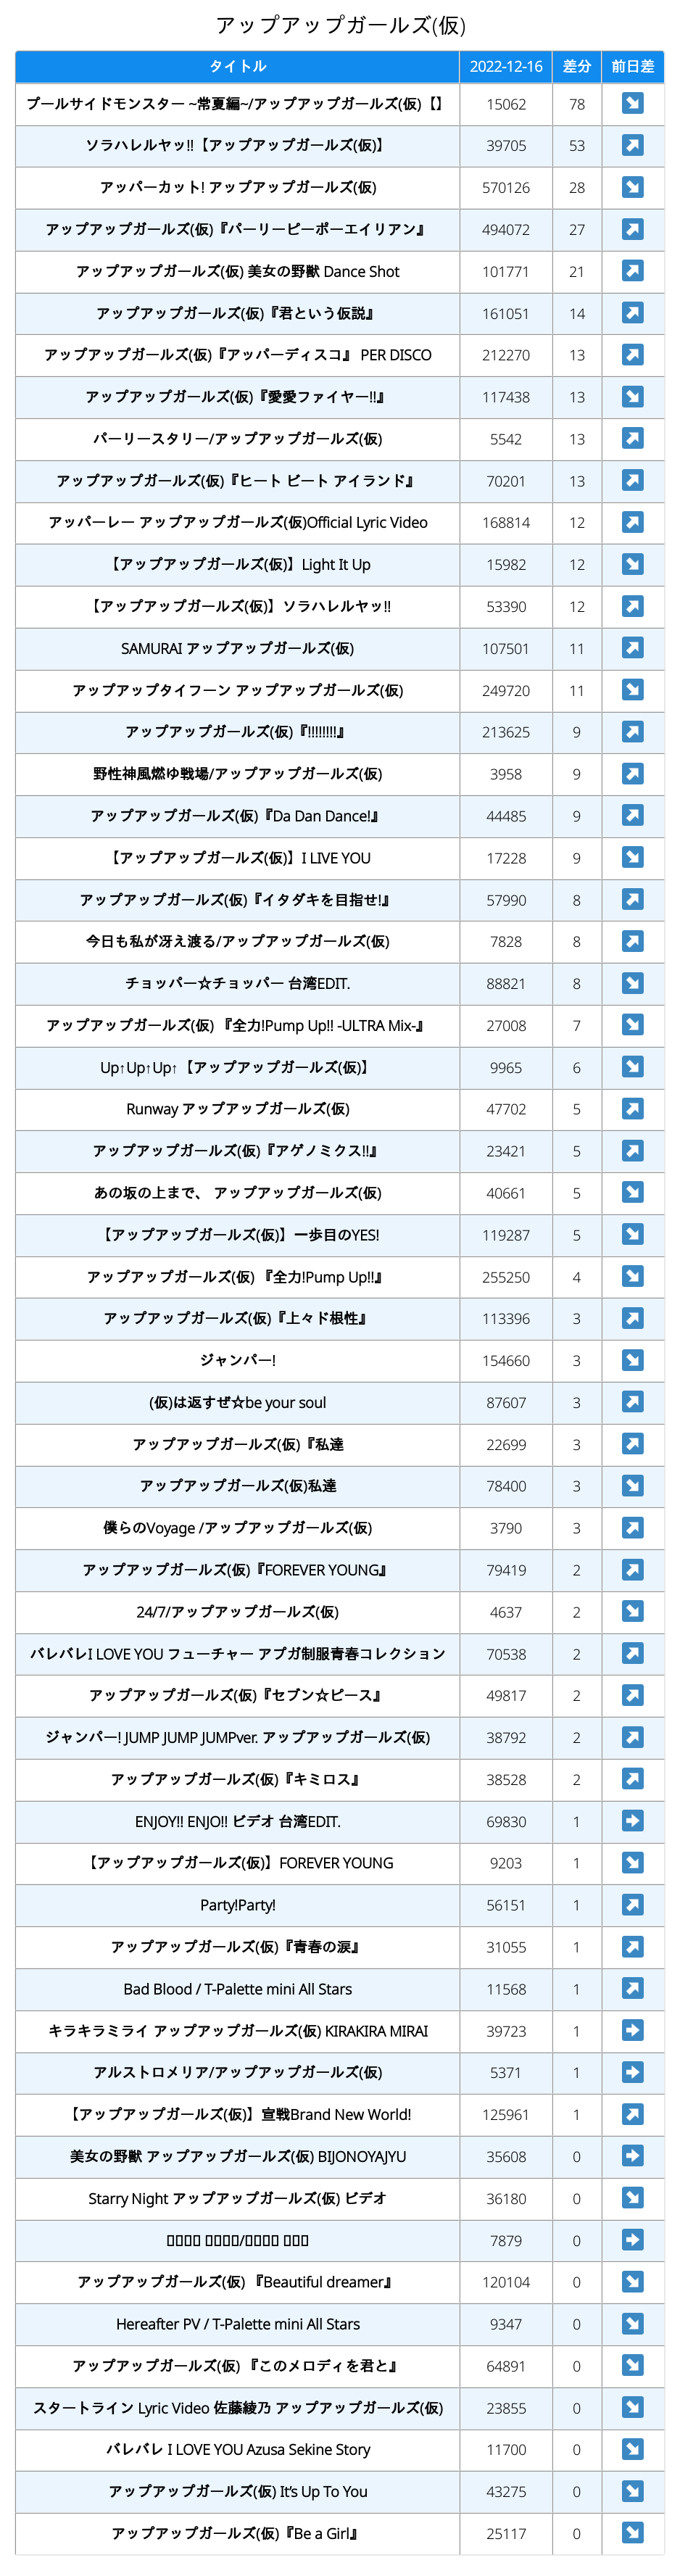 アップアップガールズ(仮)
タイトル 2022-12-16 差分 前日差
プールサイドモンスター ~常夏編~/アップアップガールズ(仮)【】 15062 78
ソラハレルヤッ!!【アップアップガールズ(仮)】 39705 53
アッパーカット! アップアップガールズ(仮) 570126 28
アップアップガールズ(仮)『パーリーピーポーエイリアン』 494072 27
アップアップガールズ(仮) 美女の野獣 Dance Shot 101771 21
アップアップガールズ(仮)『君という仮説』 161051 14
アップアップガールズ(仮)『アッパーディスコ』 PER DISCO 212270 13
アップアップガールズ(仮)『愛愛ファイヤー!!』 117438 13
パーリースタリー/アップアップガールズ(仮) 5542 13
アップアップガールズ(仮)『ヒート ビート アイランド』 70201 13
アッパーレー アップアップガールズ(仮)Official Lyric Video 168814 12
【アップアップガールズ(仮)】Light It Up 15982 12
【アップアップガールズ(仮)】ソラハレルヤッ!! 53390 12
SAMURAI アップアップガールズ(仮) 107501 11
アップアップタイフーン アップアップガールズ(仮) 249720 11
アップアップガールズ(仮)『!!!!!!!!』 213625 9
野性神風燃ゆ戦場/アップアップガールズ(仮) 3958 9
アップアップガールズ(仮)『Da Dan Dance!』 44485 9
【アップアップガールズ(仮)】I LIVE YOU 17228 9
アップアップガールズ(仮)『イタダキを目指せ!』 57990 8
今日も私が冴え渡る/アップアップガールズ(仮) 7828 8
チョッパー☆チョッパー 台湾EDIT. 88821 8
アップアップガールズ(仮) 『全力!Pump Up!! -ULTRA Mix-』 27008 7
Up↑Up↑Up↑【アップアップガールズ(仮)】 9965 6
Runway アップアップガールズ(仮) 47702 5
アップアップガールズ(仮)『アゲノミクス!!』 23421 5
あの坂の上まで、 アップアップガールズ(仮) 40661 5
【アップアップガールズ(仮)】一歩目のYES! 119287 5
アップアップガールズ(仮) 『全力!Pump Up!!』 255250 4
アップアップガールズ(仮)『上々ド根性』 113396 3
ジャンパー! 154660 3
(仮)は返すぜ☆be your soul 87607 3
アップアップガールズ(仮)『私達 22699 3
アップアップガールズ(仮)私達 78400 3
僕らのVoyage /アップアップガールズ(仮) 3790 3
アップアップガールズ(仮)『FOREVER YOUNG』 79419 2
24/7/アップアップガールズ(仮) 4637 2
バレバレI LOVE YOU フューチャー アプガ制服青春コレクション 70538 2
アップアップガールズ(仮)『セブン☆ピース』 49817 2
ジャンパー! JUMP JUMP JUMPver. アップアップガールズ(仮) 38792 2
アップアップガールズ(仮)『キミロス』 38528 2
ENJOY!! ENJO!! ビデオ 台湾EDIT. 69830 1
【アップアップガールズ(仮)】FOREVER YOUNG 9203 1
Party!Party! 56151 1
アップアップガールズ(仮)『青春の涙』 31055 1
Bad Blood / T-Palette mini All Stars 11568 1
キラキラミライ アップアップガールズ(仮) KIRAKIRA MIRAI 39723 1
アルストロメリア/アップアップガールズ(仮) 5371 1
【アップアップガールズ(仮)】宣戦Brand New World! 125961 1
美女の野獣 アップアップガールズ(仮) BIJONOYAJYU 35608 0
Starry Night アップアップガールズ(仮) ビデオ 36180 0
7879 0
アップアップガールズ(仮) 『Beautiful dreamer』 120104 0
Hereafter PV / T-Palette mini All Stars 9347 0
アップアップガールズ(仮) 『このメロディを君と』 64891 0
スタートライン Lyric Video 佐藤綾乃 アップアップガールズ(仮) 23855 0
バレバレ I LOVE YOU Azusa Sekine Story 11700 0
アップアップガールズ(仮) It’s Up To You 43275 0
アップアップガールズ(仮)『Be a Girl』 25117 0